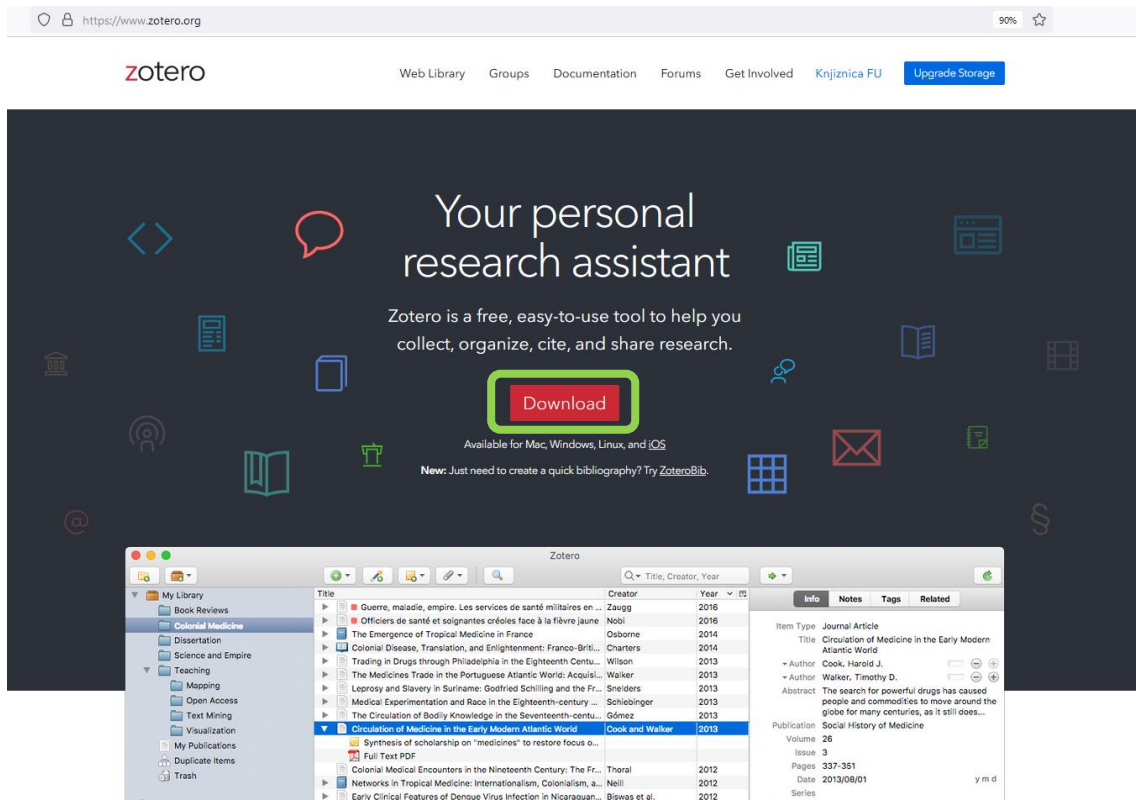 https://www.zotero.org
90%
zotero
Web Library Groups Documentation Forums Get Involved Knjiznica FU Upgrade Storage
Your personal
research assistant
Zotero is a free, easy-to-use tool to help you
collect, organize, cite, and share research.
Download
Available for Mac, Windows, Linux, and iOS
New: Just need to create a quick bibliography? Try ZoteroBib.
Zotero
Title, Creator, Year
My Library
Book Reviews
Colonial Medicine
Dissertation
Science and Empire
Teaching
Mapping
Open Access
Text Mining
Visualization
My Publications
Duplicate Items
Trash
Title Creator Year
Guerre, maladie, empire. Les services de santé militaires en ... Zaugg 2016
Officiers de santé et soignantes créoles face à la fièvre jaune Nobi 2016
The Emergence of Tropical Medicine in France Osborne 2014
Colonial Disease, Translation, and Enlightenment: Franco-Briti... Charters 2014
Trading in Drugs through Philadelphia in the Eighteenth Centu... Wilson 2013
The Medicines Trade in the Portuguese Atlantic World: Acquisi... Walker 2013
Leprosy and Slavery in Suriname: Godfried Schilling and the Fr... Snelders 2013
Medical Experimentation and Race in the Eighteenth-century ... Schiebinger 2013
The Circulation of Bodily Knowledge in the Seventeenth-centu... Gómez 2013
Circulation of Medicine in the Early Modern Atlantic World Cook and Walker 2013
Synthesis of scholarship on "medicines" to restore focus o...
Full Text PDF
Colonial Medical Encounters in the Nineteenth Century: The Fr... Thoral 2012
Networks in Tropical Medicine: Internationalism, Colonialism, a... Neill 2012
Early Clinical Features of Dengue Virus Infection in Nicaraguan... Biswas et al. 2012
Info Notes Tags Related
Item Type Journal Article
Title Circulation of Medicine in the Early Modern
Atlantic World
Author Cook, Harold J.
Author Walker, Timothy D.
Abstract The search for powerful drugs has caused
people and commodities to move around the
globe for many centuries, as it still does...
Publication Social History of Medicine
Volume 26
Issue 3
Pages 337-351
Date 2013/08/01 y m d
Series